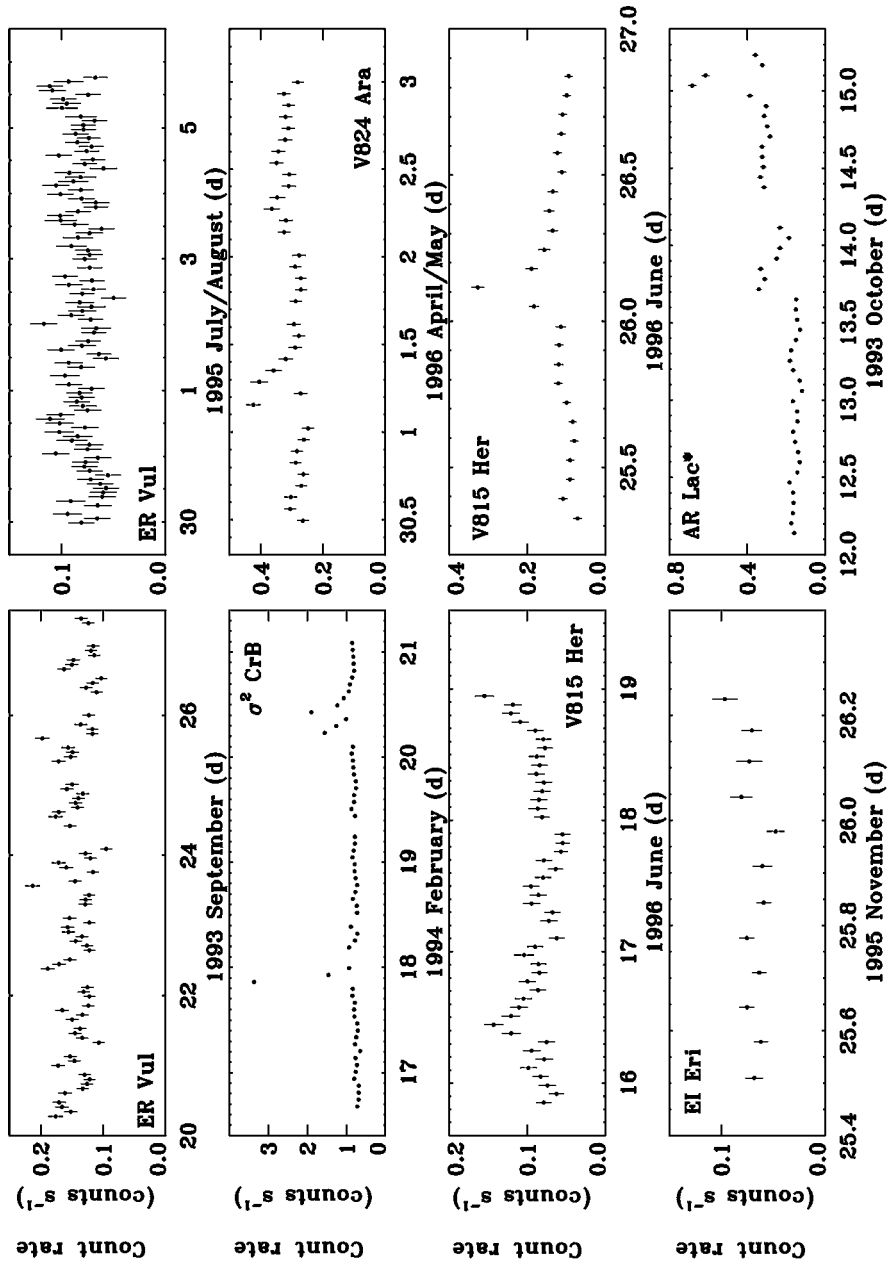 Count rate
(counts s⁻¹)
0.2
0.1
0.0
ER Vul
20 22 24 26
1993 September (d)
0.1
0.0
ER Vul
30 1 3 5
1995 July/August (d)
Count rate
(counts s⁻¹)
4
3
2
1
0
σ² CrB
17 18 19 20 21
1994 February (d)
0.4
0.2
0.0
V824 Ara
30.5 1 1.5 2 2.5 3
1996 April/May (d)
Count rate
(counts s⁻¹)
0.2
0.1
0.0
V815 Her
16 17 18 19
1996 June (d)
0.4
0.2
0.0
V815 Her
25.5 26.0 26.5 27.0
1996 June (d)
Count rate
(counts s⁻¹)
0.1
0.0
EI Eri
25.4 25.6 25.8 26.0 26.2
1995 November (d)
0.8
0.4
0.0
AR Lac*
12.0 12.5 13.0 13.5 14.0 14.5 15.0
1993 October (d)